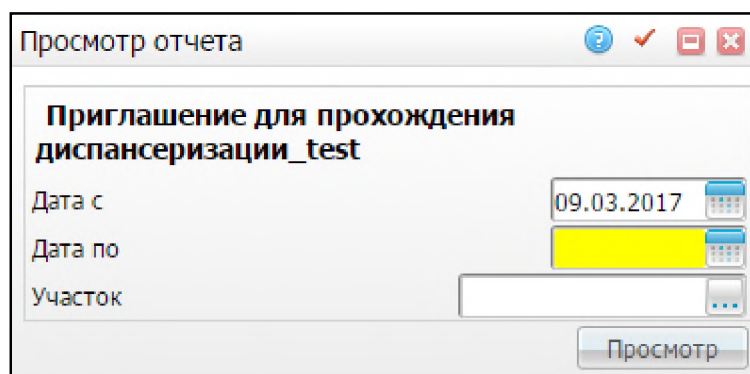 Просмотр отчета
Приглашение для прохождения
диспансеризации_test
Дата с 09.03.2017
Дата по
Участок ...
Просмотр